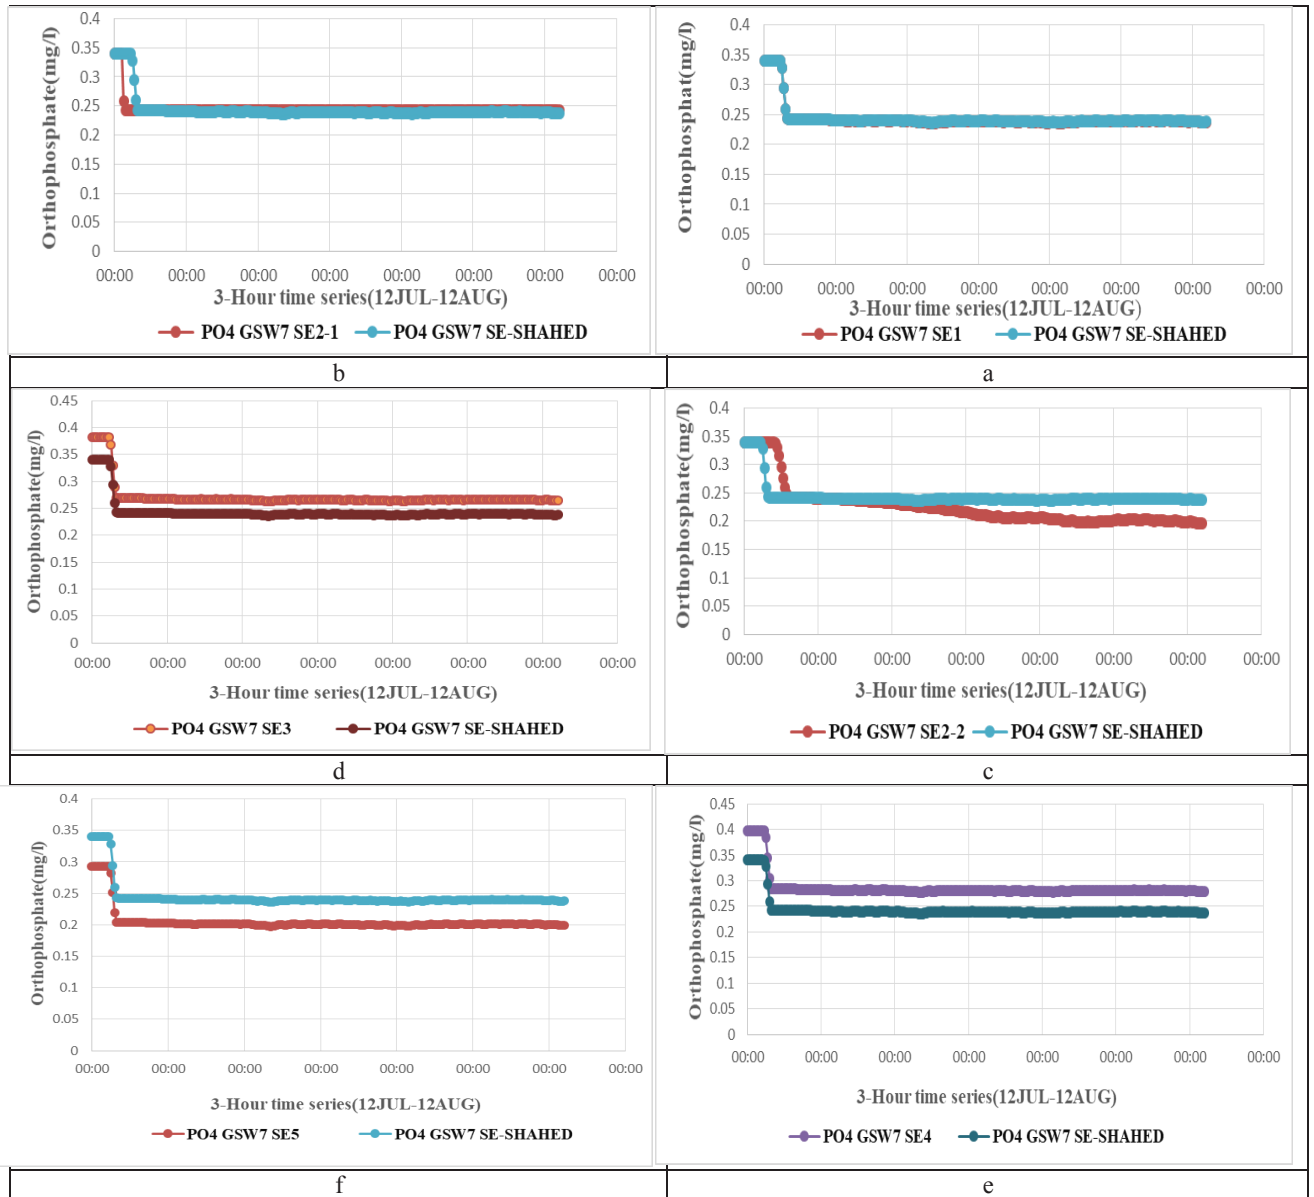 0.4
0.35
0.3
0.25
0.2
0.15
0.1
0.05
0
Orthophosphate(mg/l)
00:00 00:00 00:00 00:00 00:00 00:00 00:00 00:00
3-Hour time series(12JUL-12AUG)
PO4 GSW7 SE2-1 PO4 GSW7 SE-SHAHED
b
0.4
0.35
0.3
0.25
0.2
0.15
0.1
0.05
0
Orthophosphat(mg/l)
00:00 00:00 00:00 00:00 00:00 00:00 00:00 00:00
3-Hour time series(12JUL-12AUG)
PO4 GSW7 SE1 PO4 GSW7 SE-SHAHED
a
0.45
0.4
0.35
0.3
0.25
0.2
0.15
0.1
0.05
0
Orthophosphate(mg/l)
00:00 00:00 00:00 00:00 00:00 00:00 00:00 00:00
3-Hour time series(12JUL-12AUG)
PO4 GSW7 SE3 PO4 GSW7 SE-SHAHED
d
0.4
0.35
0.3
0.25
0.2
0.15
0.1
0.05
0
Orthophosphate(mg/l)
00:00 00:00 00:00 00:00 00:00 00:00 00:00 00:00
3-Hour time series(12JUL-12AUG)
PO4 GSW7 SE2-2 PO4 GSW7 SE-SHAHED
c
0.4
0.35
0.3
0.25
0.2
0.15
0.1
0.05
0
Orthophosphate(mg/l)
00:00 00:00 00:00 00:00 00:00 00:00 00:00 00:00
3-Hour time series(12JUL-12AUG)
PO4 GSW7 SE5 PO4 GSW7 SE-SHAHED
f
0.45
0.4
0.35
0.3
0.25
0.2
0.15
0.1
0.05
0
Orthophosphate(mg/l)
00:00 00:00 00:00 00:00 00:00 00:00 00:00 00:00
3-Hour time series(12JUL-12AUG)
PO4 GSW7 SE4 PO4 GSW7 SE-SHAHED
e